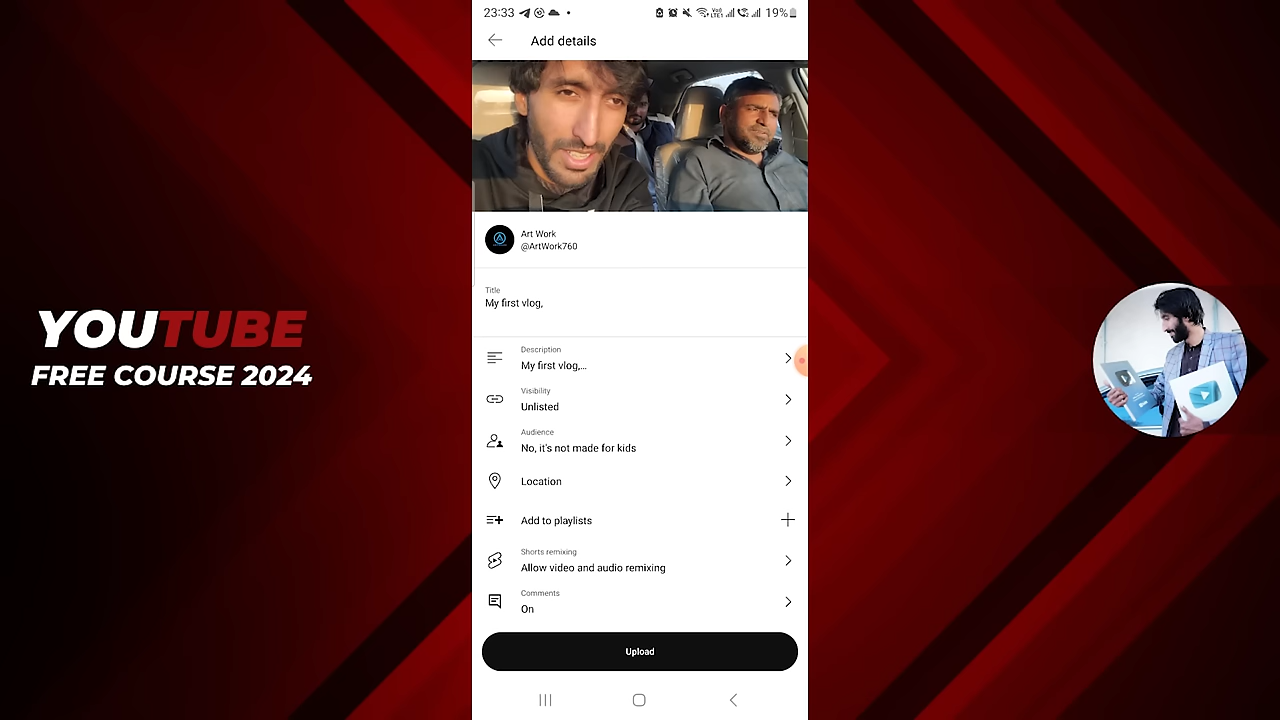 23:33
19%
Add details
Art Work
@ArtWork760
Title
My first vlog,
Description
My first vlog,...
Visibility
Unlisted
Audience
No, it's not made for kids
Location
Add to playlists
Shorts remixing
Allow video and audio remixing
Comments
On
Upload
YOUTUBE
FREE COURSE 2024